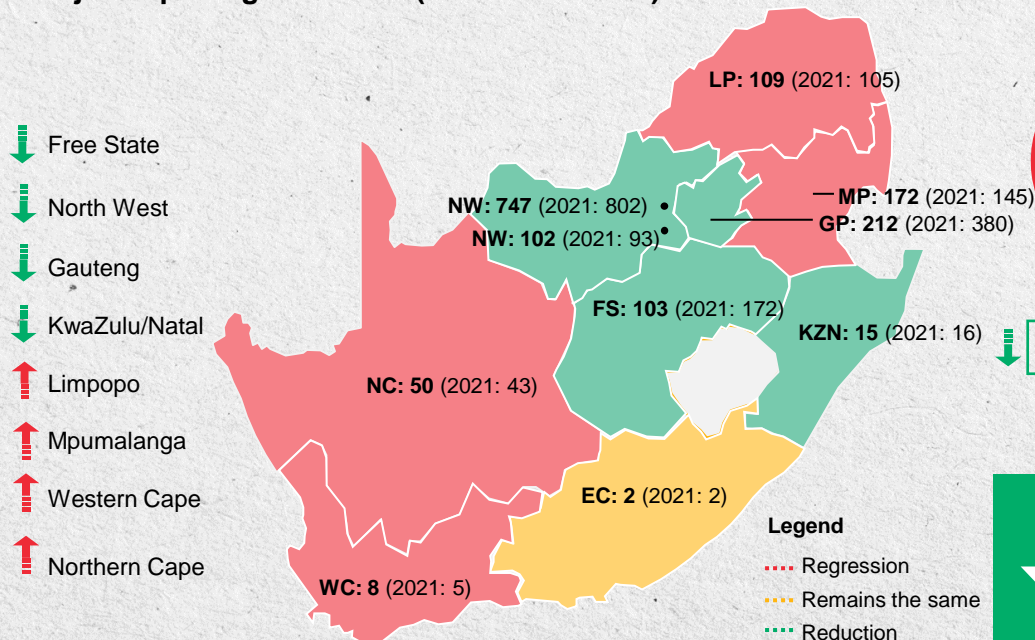 Free State
North West
Gauteng
KwaZulu/Natal
Limpopo
Mpumalanga
Western Cape
Northern Cape
LP: 109 (2021: 105)
MP: 172 (2021: 145)
GP: 212 (2021: 380)
NW: 747 (2021: 802)
NW: 102 (2021: 93)
FS: 103 (2021: 172)
KZN: 15 (2021: 16)
NC: 50 (2021: 43)
EC: 2 (2021: 2)
WC: 8 (2021: 5)
Legend
Regression
Remains the same
Reduction